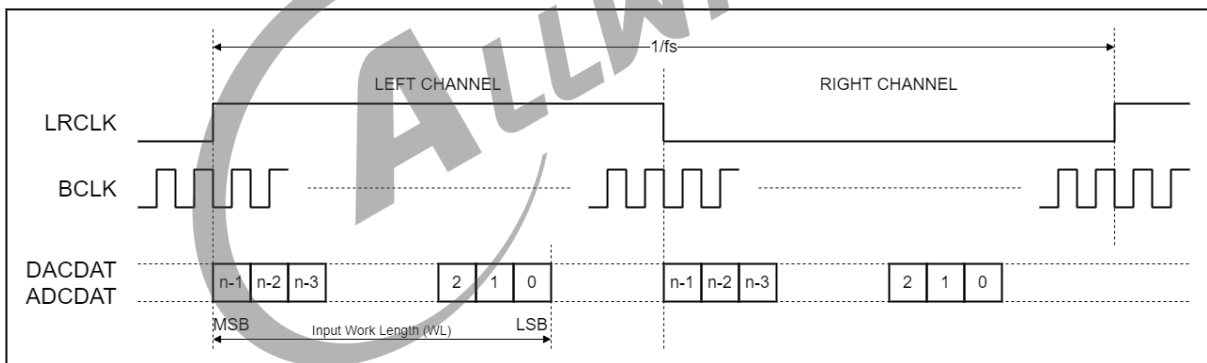 ALLWI
1/fs
LEFT CHANNEL RIGHT CHANNEL
LRCLK
BCLK
DACDAT
ADCDAT
n-1 n-2 n-3 2 1 0 n-1 n-2 n-3 2 1 0
MSB LSB
Input Work Length (WL)